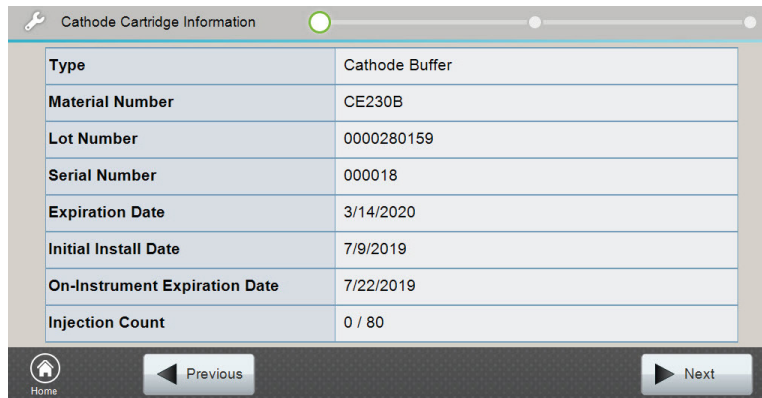 Cathode Cartridge Information
Type Cathode Buffer
Material Number CE230B
Lot Number 0000280159
Serial Number 000018
Expiration Date 3/14/2020
Initial Install Date 7/9/2019
On-Instrument Expiration Date 7/22/2019
Injection Count 0 / 80
Home Previous Next